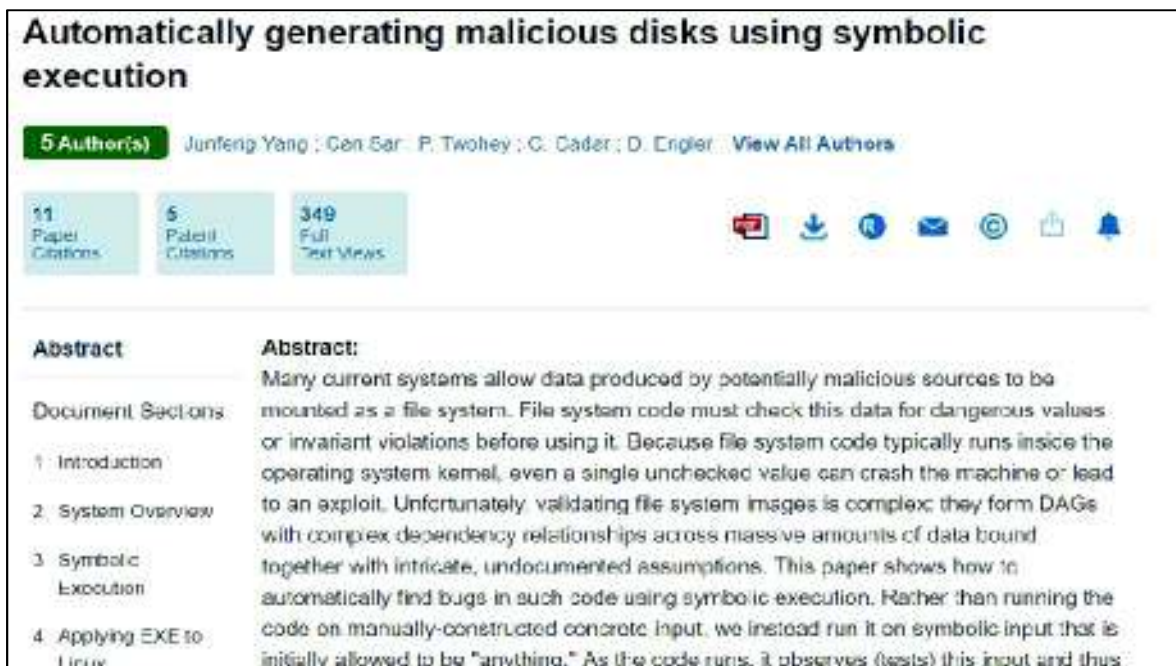 Automatically generating malicious disks using symbolic
execution
5 Author(s) Junfeng Yang ; Can Sar P. Twohey ; C. Cadar ; D. Engler View All Authors
11 Paper Citations
5 Patent Citations
349 Full Text Views
Abstract
Document Sections
1 Introduction
2 System Overview
3 Symbolic
Execution
4 Applying EXE to
Linux
Abstract:
Many current systems allow data produced by potentially malicious sources to be
mounted as a file system. File system code must check this data for dangerous values
or invariant violations before using it. Because file system code typically runs inside the
operating system kernel, even a single unchecked value can crash the machine or lead
to an exploit. Unfortunately, validating file system images is complex: they form DAGs
with complex dependency relationships across massive amounts of data bound
together with intricate, undocumented assumptions. This paper shows how to
automatically find bugs in such code using symbolic execution. Rather than running the
code on manually-constructed concrete input, we instead run it on symbolic input that is
initially allowed to be "anything." As the code runs, it observes (tests) this input and thus